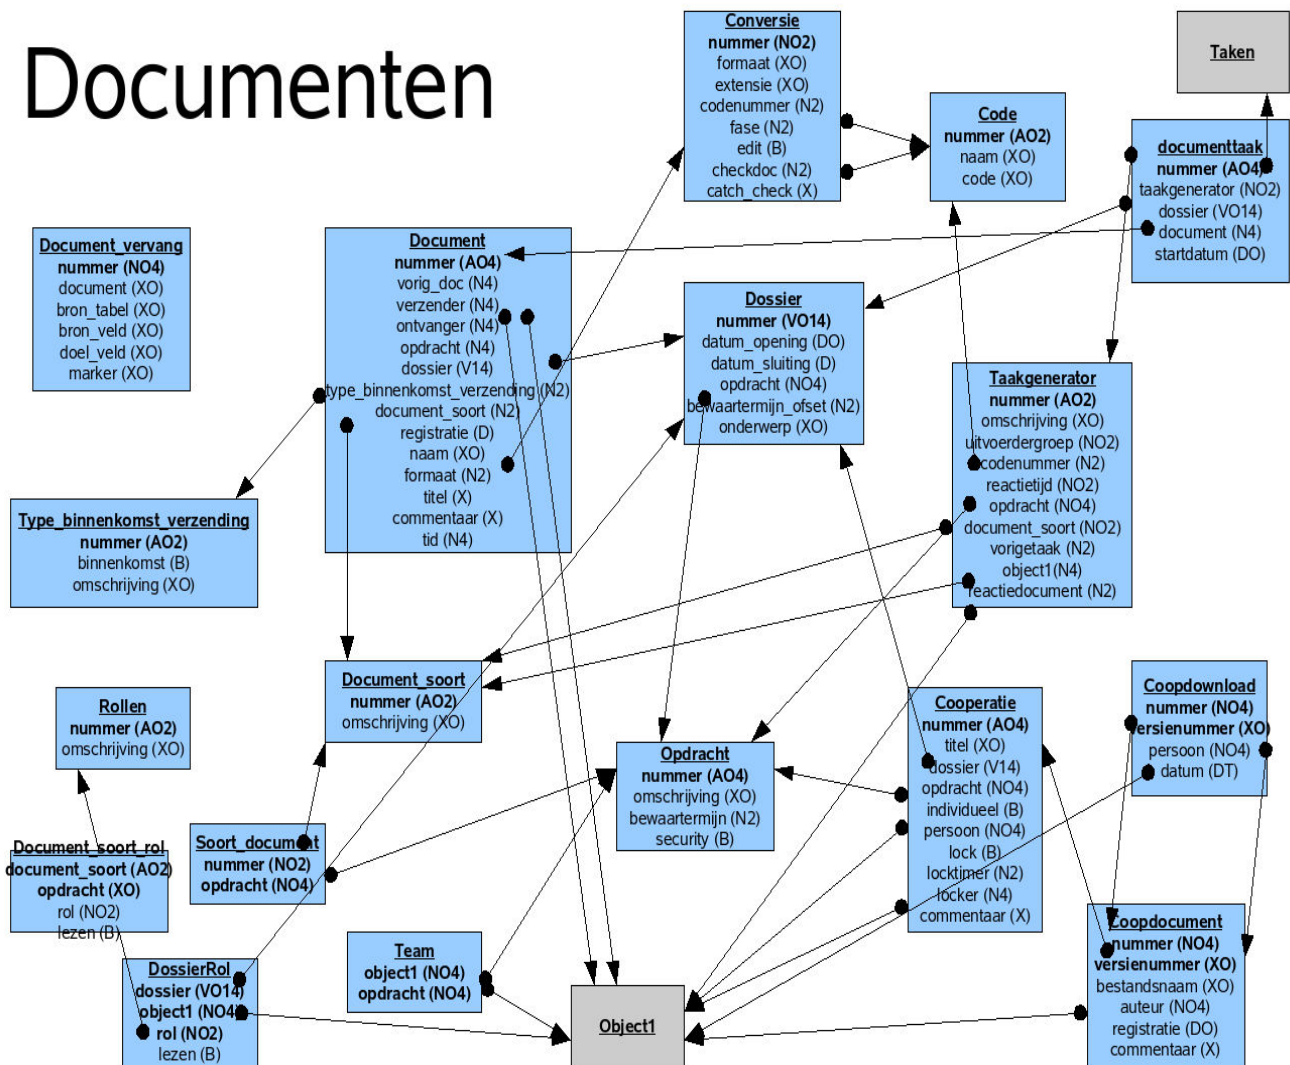 Documenten
Conversie
nummer (NO2)
formaat (XO)
extensie (XO)
codenummer (N2)
fase (N2)
edit (B)
checkdoc (N2)
catch_check (X)
Code
nummer (AO2)
naam (XO)
code (XO)
Taken
documenttaak
nummer (AO4)
taakgenerator (NO2)
dossier (VO14)
document (N4)
startdatum (DO)
Document_vervang
nummer (NO4)
document (XO)
bron_tabel (XO)
bron_veld (XO)
doel_veld (XO)
marker (XO)
Document
nummer (AO4)
vorig_doc (N4)
verzender (N4)
ontvanger (N4)
opdracht (N4)
dossier (V14)
type_binnenkomst_verzending (N2)
document_soort (N2)
registratie (D)
naam (XO)
formaat (N2)
titel (X)
commentaar (X)
tid (N4)
Dossier
nummer (VO14)
datum_opening (DO)
datum_sluiting (D)
opdracht (NO4)
bewaartermijn_ofset (N2)
onderwerp (XO)
Taakgenerator
nummer (AO2)
omschrijving (XO)
uitvoerdergroep (NO2)
codenummer (N2)
reactietijd (NO2)
opdracht (NO4)
document_soort (NO2)
vorigetaak (N2)
object1(N4)
reactiedocument (N2)
Type_binnenkomst_verzending
nummer (AO2)
binnenkomst (B)
omschrijving (XO)
Document_soort
nummer (AO2)
omschrijving (XO)
Rollen
nummer (AO2)
omschrijving (XO)
Opdracht
nummer (AO4)
omschrijving (XO)
bewaartermijn (N2)
security (B)
Cooperatie
nummer (AO4)
titel (XO)
dossier (V14)
opdracht (NO4)
individueel (B)
persoon (NO4)
lock (B)
locktimer (N2)
locker (N4)
commentaar (X)
Coopdownload
nummer (NO4)
versienummer (XO)
persoon (NO4)
datum (DT)
Document_soort_rol
document_soort (AO2)
opdracht (XO)
rol (NO2)
lezen (B)
Soort_document
nummer (NO2)
opdracht (NO4)
DossierRol
dossier (VO14)
object1 (NO4)
rol (NO2)
lezen (B)
Team
object1 (NO4)
opdracht (NO4)
Object1
Coopdocument
nummer (NO4)
versienummer (XO)
bestandsnaam (XO)
auteur (NO4)
registratie (DO)
commentaar (X)